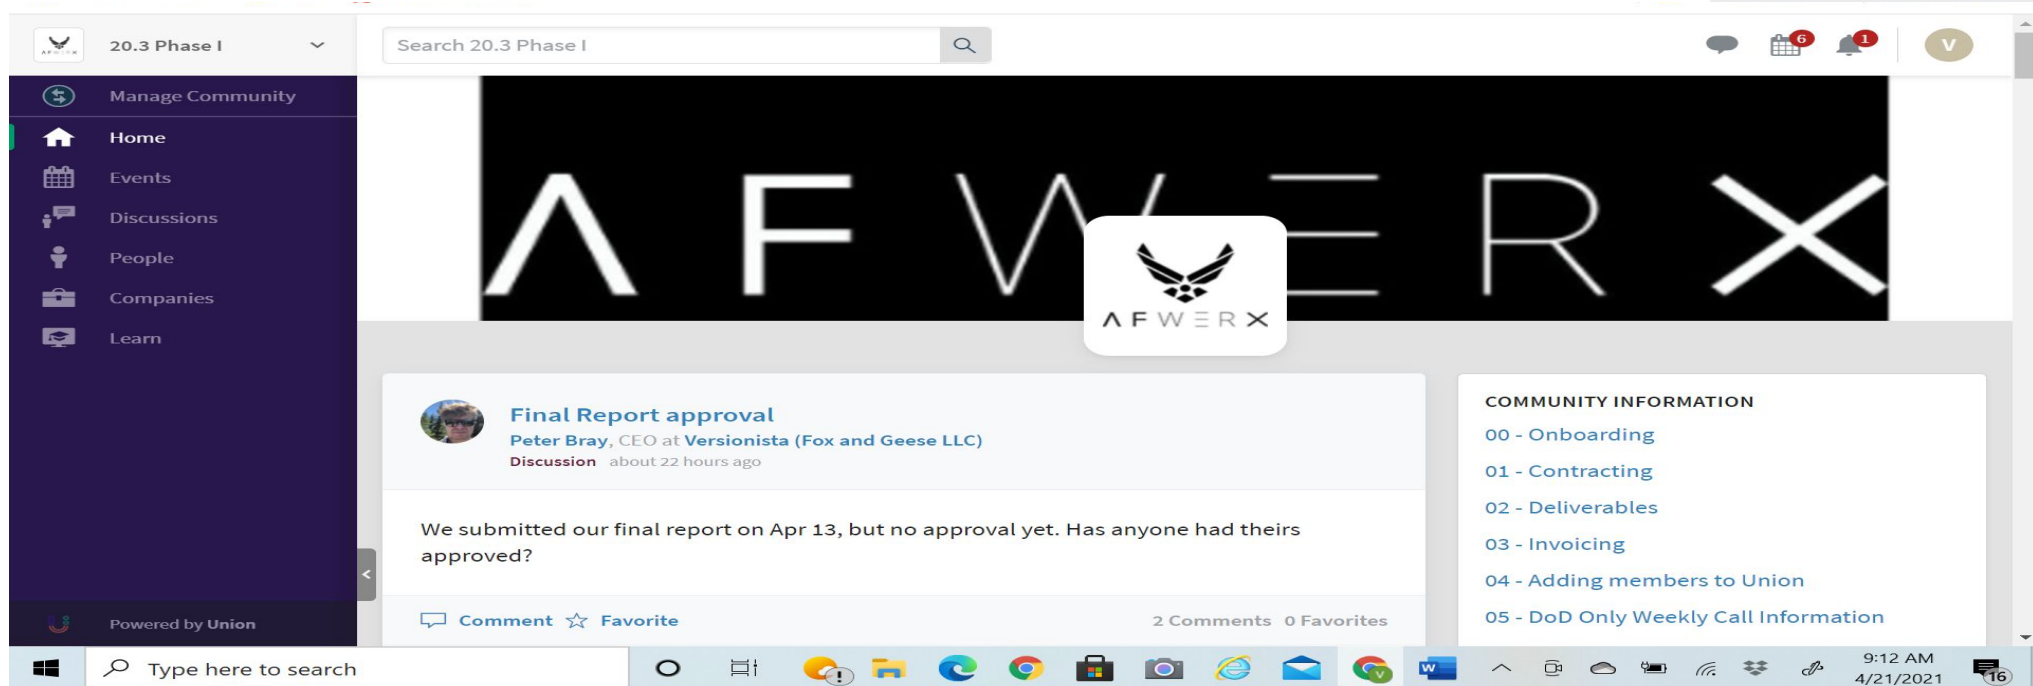 20.3 Phase I
Search 20.3 Phase I
6
1
V
Manage Community
Home
Events
Discussions
People
Companies
Learn
Powered by Union
AFWERX
AFWERX
Final Report approval
Peter Bray, CEO at Versionista (Fox and Geese LLC)
Discussion about 22 hours ago
We submitted our final report on Apr 13, but no approval yet. Has anyone had theirs
approved?
Comment Favorite 2 Comments 0 Favorites
COMMUNITY INFORMATION
00 - Onboarding
01 - Contracting
02 - Deliverables
03 - Invoicing
04 - Adding members to Union
05 - DoD Only Weekly Call Information
Type here to search
9:12 AM
4/21/2021
16